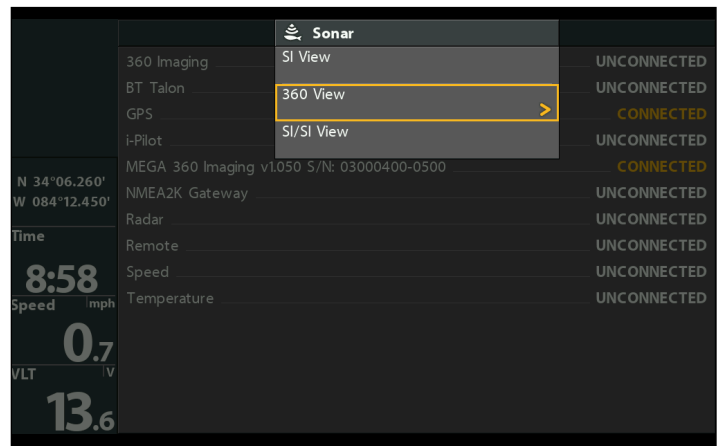 Sonar
SI View
360 View
SI/SI View
360 Imaging UNCONNECTED
BT Talon UNCONNECTED
GPS CONNECTED
i-Pilot UNCONNECTED
MEGA 360 Imaging v1.050 S/N: 03000400-0500 CONNECTED
NMEA2K Gateway UNCONNECTED
Radar UNCONNECTED
Remote UNCONNECTED
Speed UNCONNECTED
Temperature UNCONNECTED
N 34°06.260'
W 084°12.450'
Time
8:58
Speed mph
0.7
VLT V
13.6